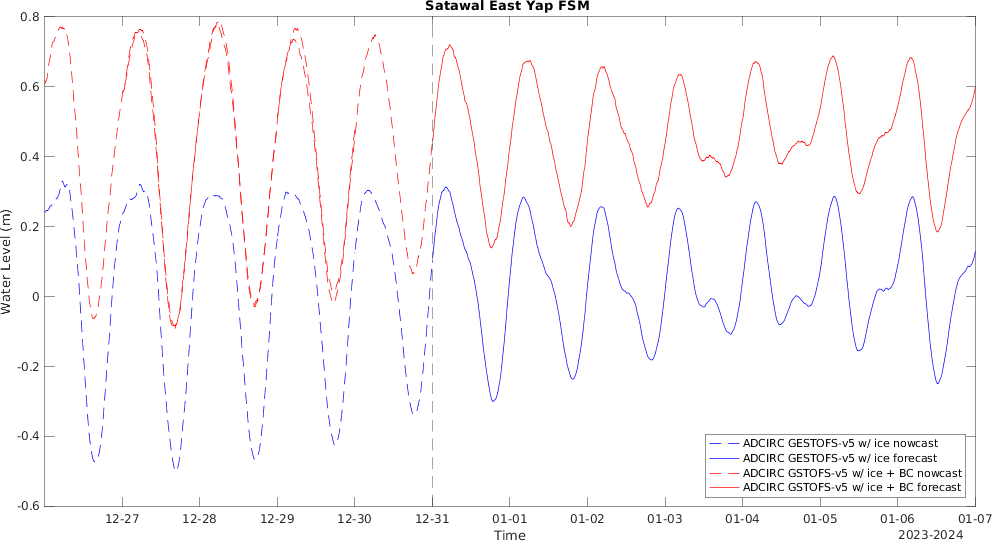 Satawal East Yap FSM
0.8
0.6
0.4
0.2
0
-0.2
-0.4
-0.6
Water Level (m)
ADCIRC GESTOFS-v5 w/ ice nowcast
ADCIRC GESTOFS-v5 w/ ice forecast
ADCIRC GSTOFS-v5 w/ ice + BC nowcast
ADCIRC GSTOFS-v5 w/ ice + BC forecast
12-27 12-28 12-29 12-30 12-31 01-01 01-02 01-03 01-04 01-05 01-06 01-07
Time
2023-2024